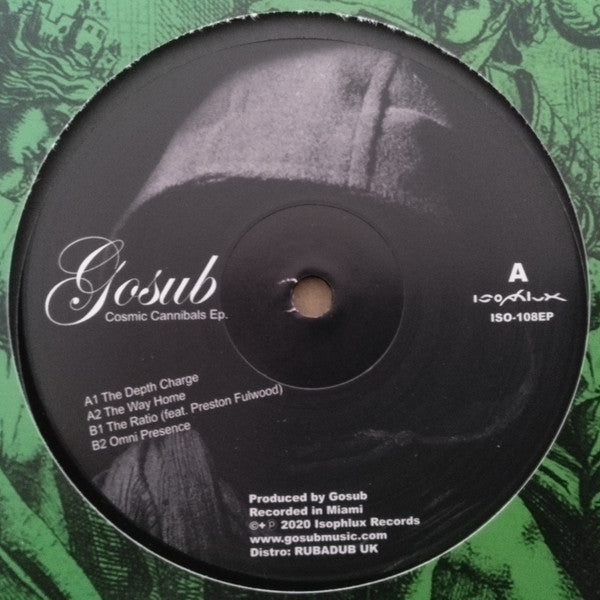 Gosub
Cosmic Cannibals Ep.
A
Isophlux
ISO-108EP
A1 The Depth Charge
A2 The Way Home
B1 The Ratio (feat. Preston Fulwood)
B2 Omni Presence
Produced by Gosub
Recorded in Miami
©+℗ 2020 Isophlux Records
www.gosubmusic.com
Distro: RUBADUB UK